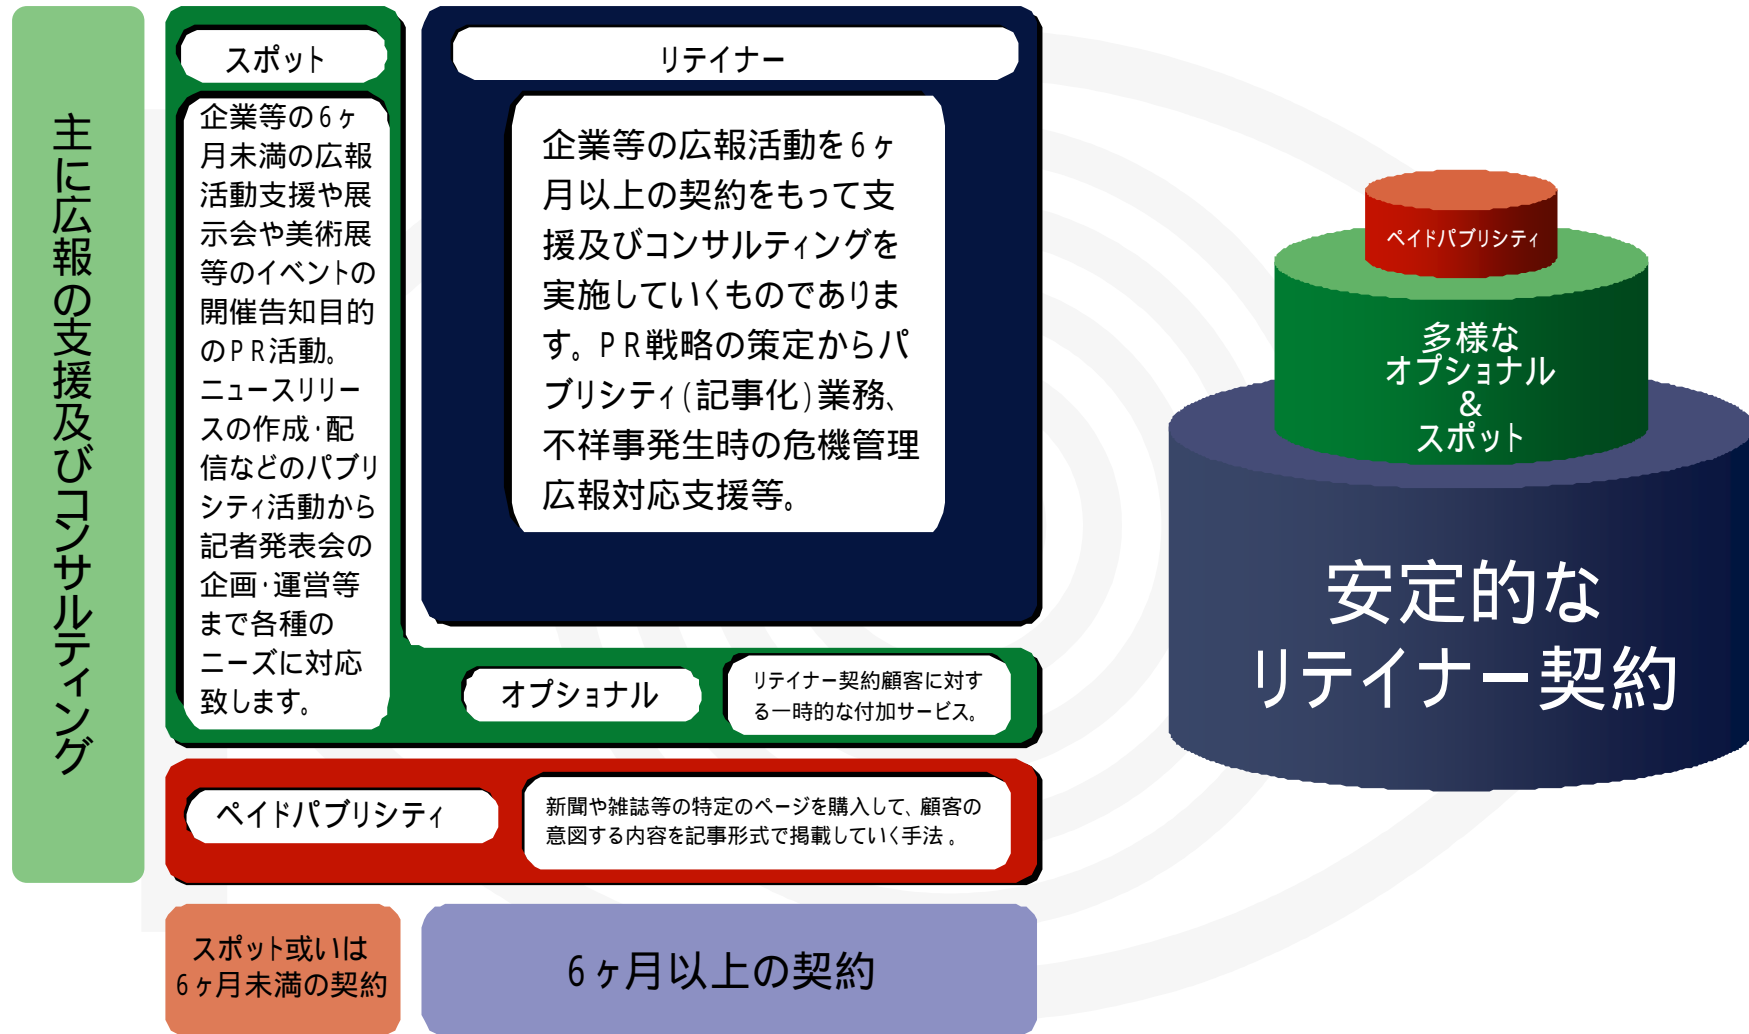 主に広報の支援及びコンサルティング
スポット
企業等の6ヶ
月未満の広報
活動支援や展
示会や美術展
等のイベントの
開催告知目的
のPR活動。
ニュースリリー
スの作成・配
信などのパブリ
シティ活動から
記者発表会の
企画・運営等
まで各種の
ニーズに対応
致します。
リテイナー
企業等の広報活動を6ヶ
月以上の契約をもって支
援及びコンサルティングを
実施していくものでありま
す。PR戦略の策定からパ
ブリシティ(記事化)業務、
不祥事発生時の危機管理
広報対応支援等。
オプショナル
リテイナー契約顧客に対す
る一時的な付加サービス。
ペイドパブリシティ
新聞や雑誌等の特定のページを購入して、顧客の
意図する内容を記事形式で掲載していく手法。
スポット或いは
6ヶ月未満の契約
6ヶ月以上の契約
ペイドパブリシティ
多様な
オプショナル
&
スポット
安定的な
リテイナー契約